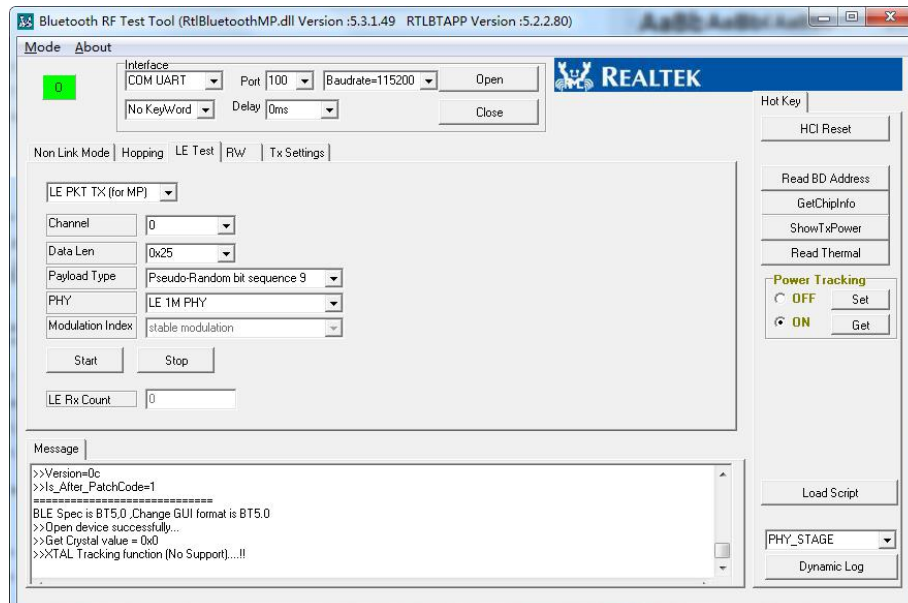 Bluetooth RF Test Tool (RtlBluetoothMP.dll Version :5.3.1.49 RTLBTAPP Version :5.2.2.80)
Mode About
0
Interface
COM UART Port 100 Baudrate=115200 Open
No KeyWord Delay 0ms Close
REALTEK
Non Link Mode Hopping LE Test RW Tx Settings
LE PKT TX (for MP)
Channel 0
Data Len 0x25
Payload Type Pseudo-Random bit sequence 9
PHY LE 1M PHY
Modulation Index stable modulation
Start Stop
LE Rx Count 0
Hot Key
HCI Reset
Read BD Address
GetChipInfo
ShowTxPower
Read Thermal
Power Tracking
OFF Set
ON Get
Load Script
PHY_STAGE
Dynamic Log
Message
>>Version=0c
>>Is_After_PatchCode=1
=============================
BLE Spec is BT5,0 ,Change GUI format is BT5.0
>>Open device successfully...
>>Get Crystal value = 0x0
>>XTAL Tracking function (No Support)....!!